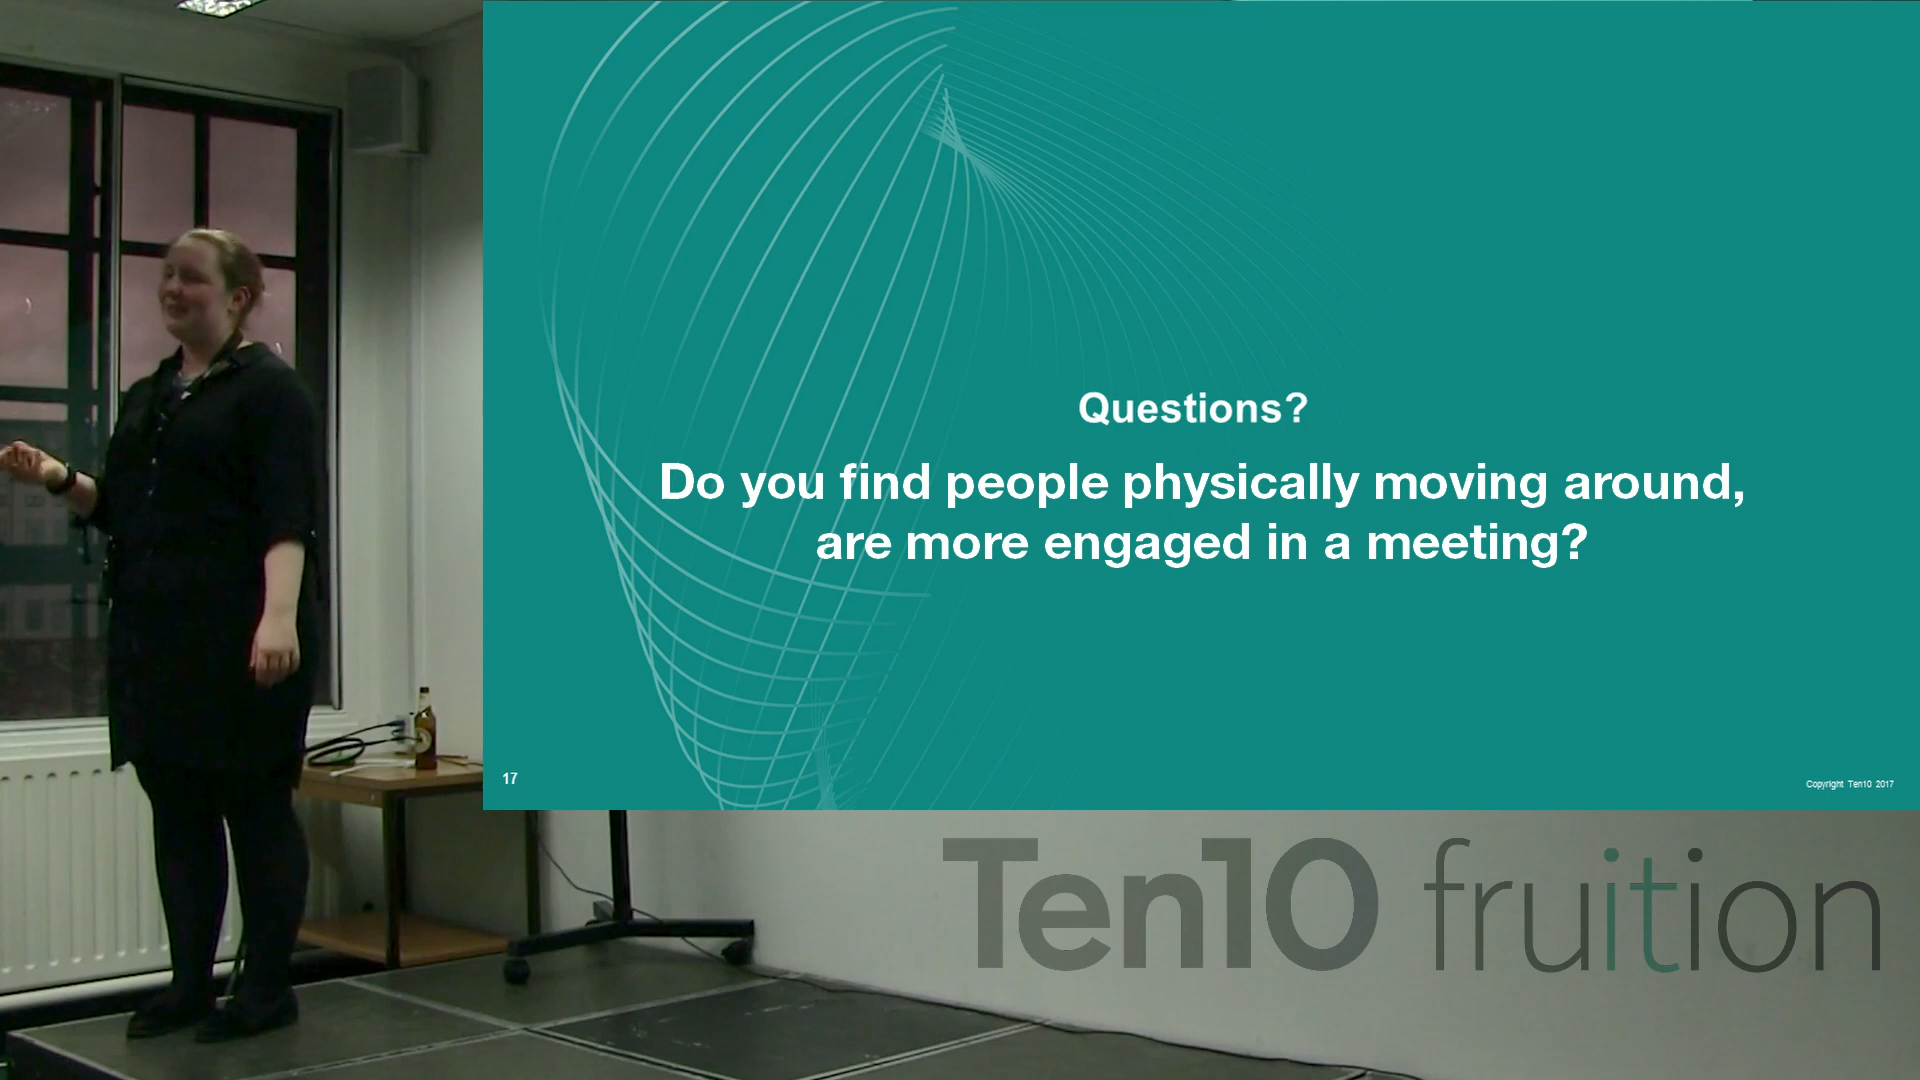 Questions?
Do you find people physically moving around,
are more engaged in a meeting?
17
Copyright Ten10 2017
Ten10 fruition